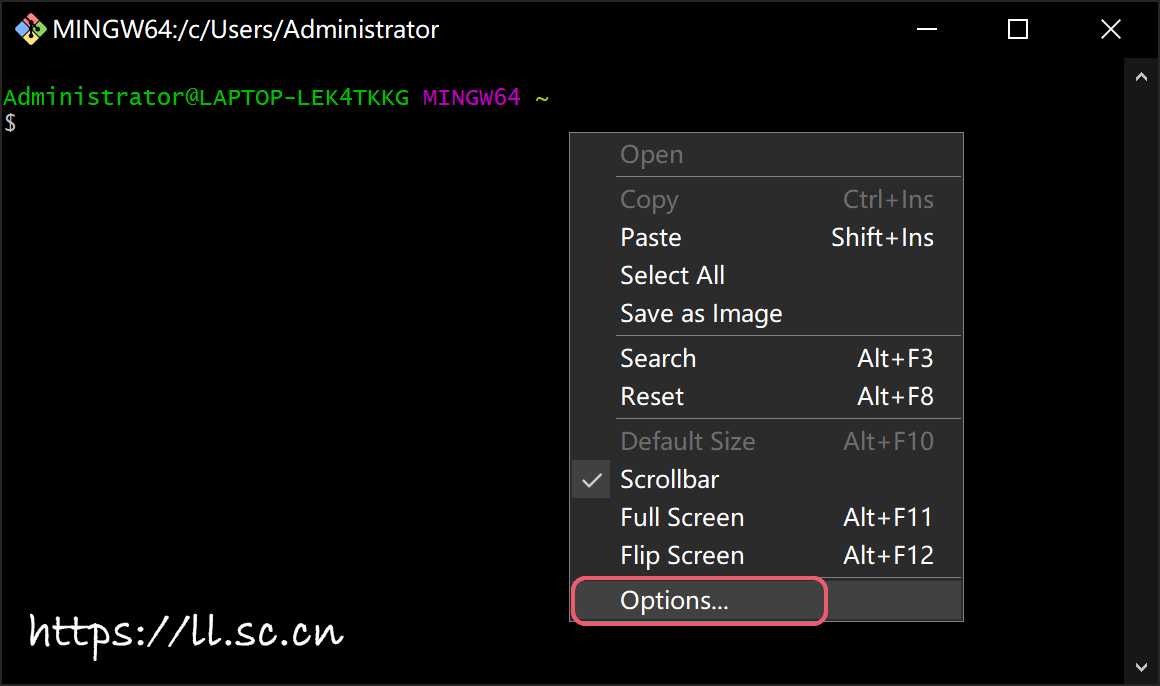 MINGW64:/c/Users/Administrator
Administrator@LAPTOP-LEK4TKKG MINGW64 ~
$
Open
Copy Ctrl+Ins
Paste Shift+Ins
Select All
Save as Image
Search Alt+F3
Reset Alt+F8
Default Size Alt+F10
Scrollbar
Full Screen Alt+F11
Flip Screen Alt+F12
Options...
https://ll.sc.cn